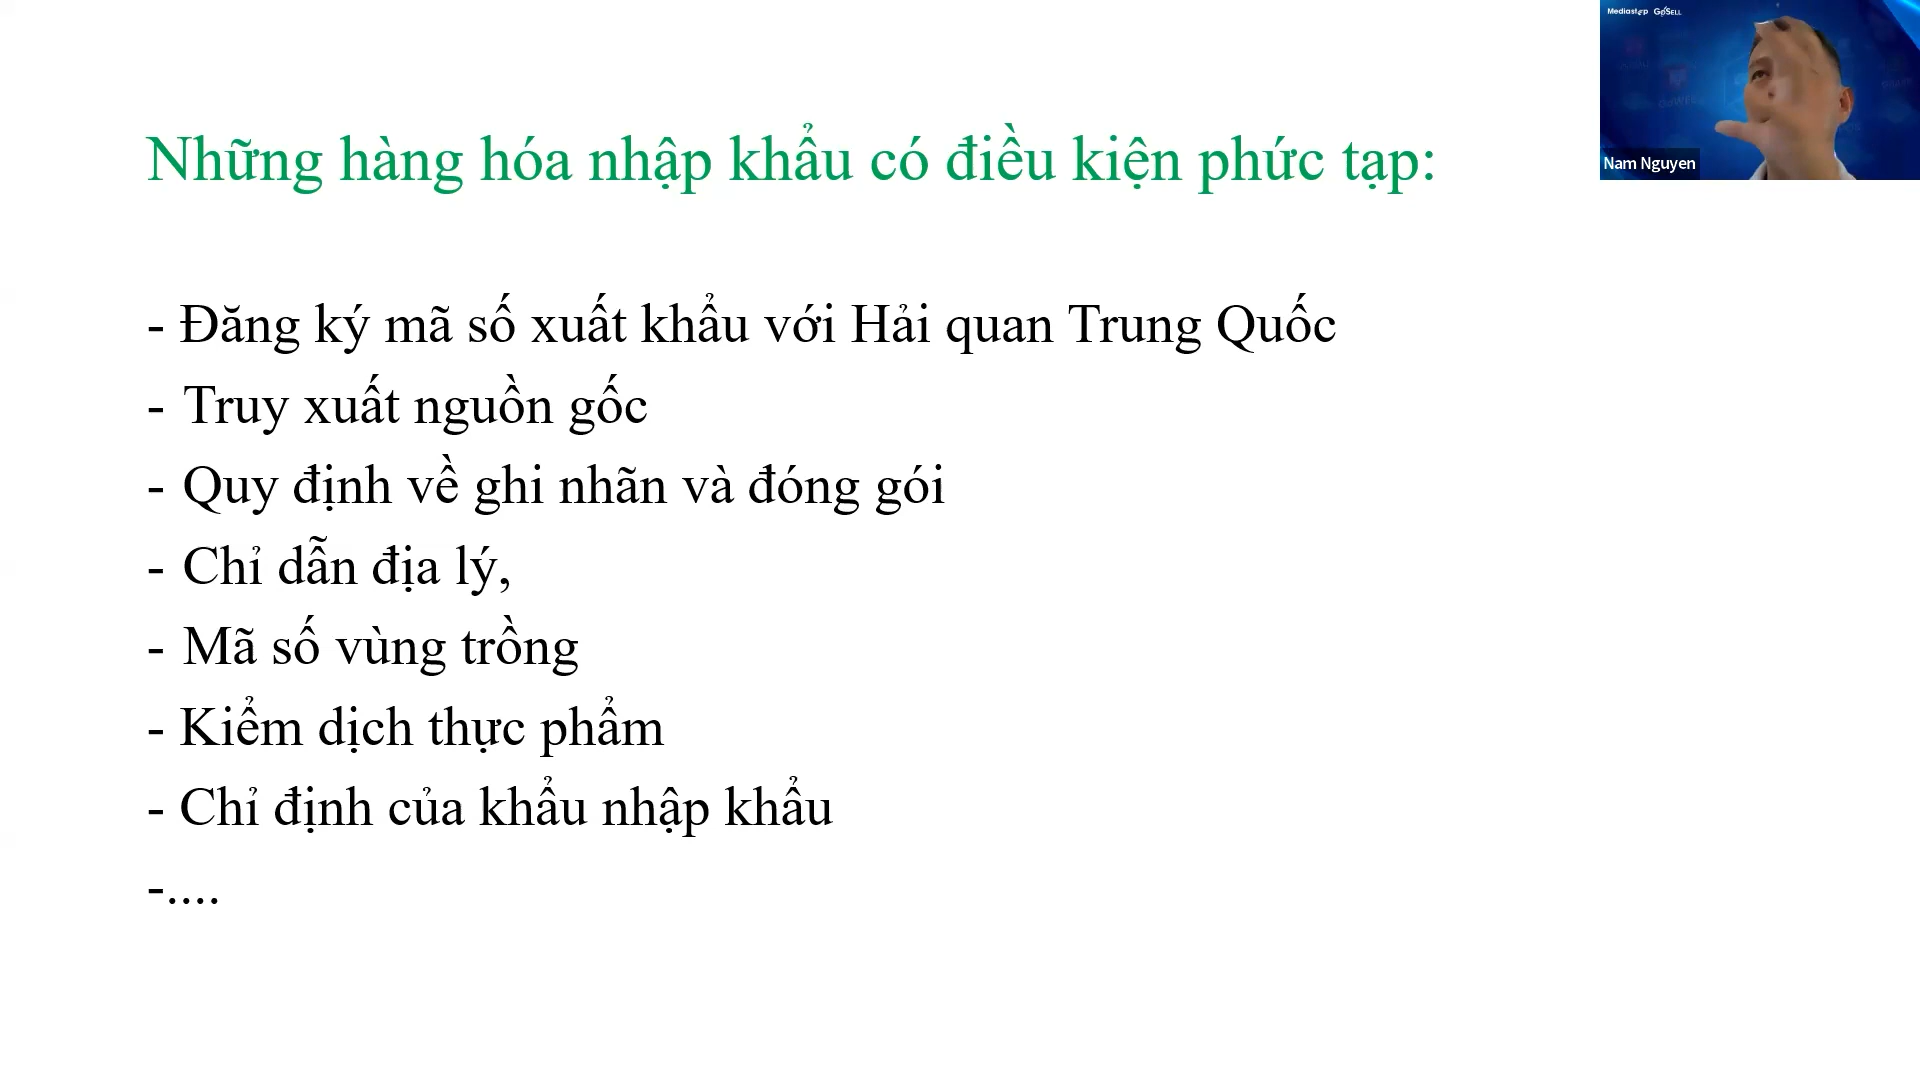 Mediastep GoSELL
Nam Nguyen
Những hàng hóa nhập khẩu có điều kiện phức tạp:
- Đăng ký mã số xuất khẩu với Hải quan Trung Quốc
- Truy xuất nguồn gốc
- Quy định về ghi nhãn và đóng gói
- Chỉ dẫn địa lý,
- Mã số vùng trồng
- Kiểm dịch thực phẩm
- Chỉ định của khẩu nhập khẩu
-....